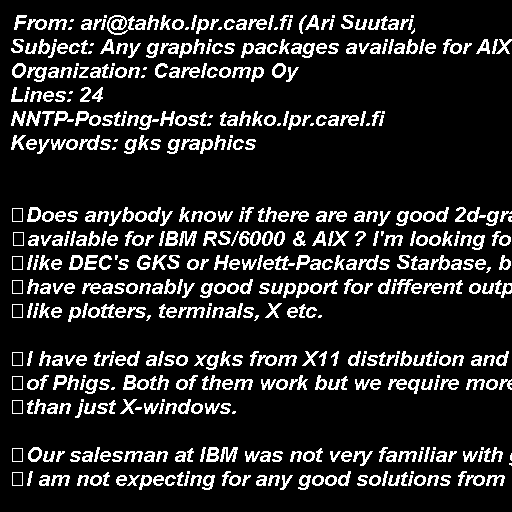 From: ari@tahko.lpr.carel.fi (Ari Suutari)
Subject: Any graphics packages available for AIX
Organization: Carelcomp Oy
Lines: 24
NNTP-Posting-Host: tahko.lpr.carel.fi
Keywords: gks graphics
Does anybody know if there are any good 2d-gra
available for IBM RS/6000 & AIX ? I'm looking fo
like DEC's GKS or Hewlett-Packards Starbase, b
have reasonably good support for different outp
like plotters, terminals, X etc.
I have tried also xgks from X11 distribution and
of Phigs. Both of them work but we require more
than just X-windows.
Our salesman at IBM was not very familiar with g
I am not expecting for any good solutions from